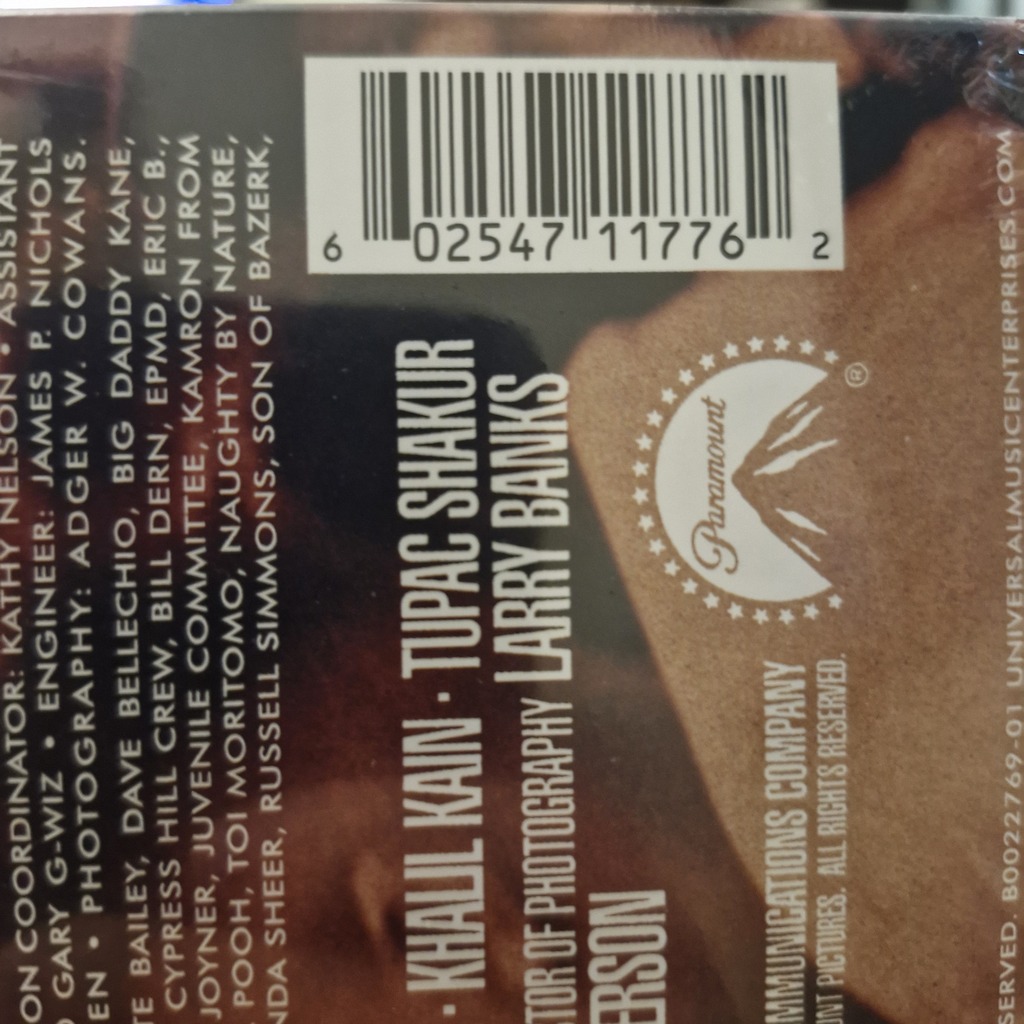 6 02547 11776 2
ON COORDINATOR: KATHY NELSON • ASSISTANT
GARY G-WIZ • ENGINEER: JAMES P. NICHOLS
EN • PHOTOGRAPHY: ADGER W. COWANS.
TE BAILEY, DAVE BELLECHIO, BIG DADDY KANE,
CYPRESS HILL CREW, BILL DERN, EPMD, ERIC B.,
JOYNER, JUVENILE COMMITTEE, KAMRON FROM
POOH, TOI MORITOMO, NAUGHTY BY NATURE,
NDA SHEER, RUSSELL SIMMONS, SON OF BAZERK,
· KHALIL KAIN · TUPAC SHAKUR
TOR OF PHOTOGRAPHY LARRY BANKS
ERSON
Paramount
®
MMUNICATIONS COMPANY
NT PICTURES. ALL RIGHTS RESERVED.
SERVED. B0022769-01 UNIVERSALMUSICENTERPRISES.COM